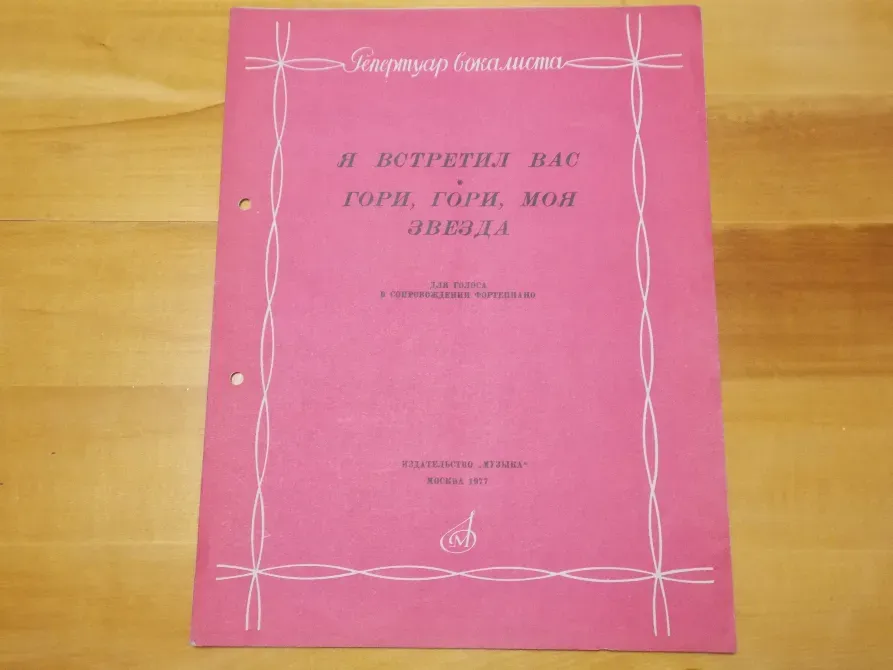 Репертуар вокалиста
Я ВСТРЕТИЛ ВАС
ГОРИ, ГОРИ, МОЯ
ЗВЕЗДА
ДЛЯ ГОЛОСА
В СОПРОВОЖДЕНИИ ФОРТЕПИАНО
ИЗДАТЕЛЬСТВО „МУЗЫКА“
МОСКВА 1977
М